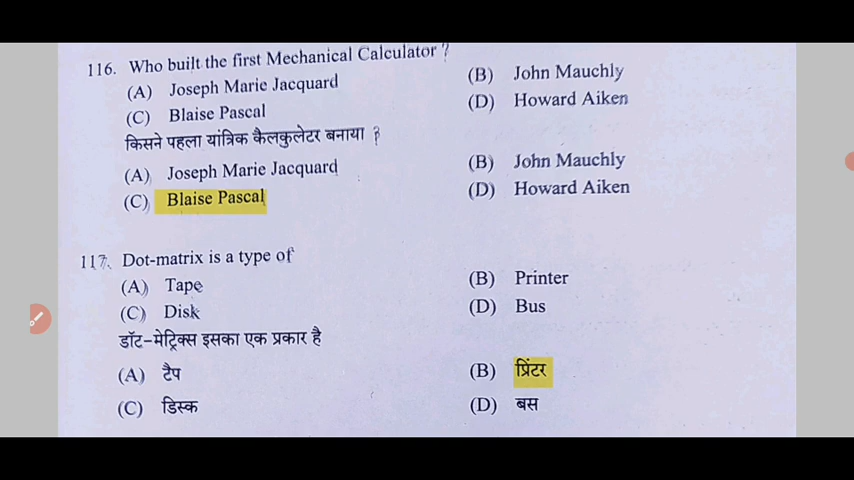 116. Who built the first Mechanical Calculator ?
(A) Joseph Marie Jacquard (B) John Mauchly
(C) Blaise Pascal (D) Howard Aiken
किसने पहला यांत्रिक कैलकुलेटर बनाया ?
(A) Joseph Marie Jacquard (B) John Mauchly
(C) Blaise Pascal (D) Howard Aiken
117. Dot-matrix is a type of
(A) Tape (B) Printer
(C) Disk (D) Bus
डॉट-मेट्रिक्स इसका एक प्रकार है
(A) टैप (B) प्रिंटर
(C) डिस्क (D) बस